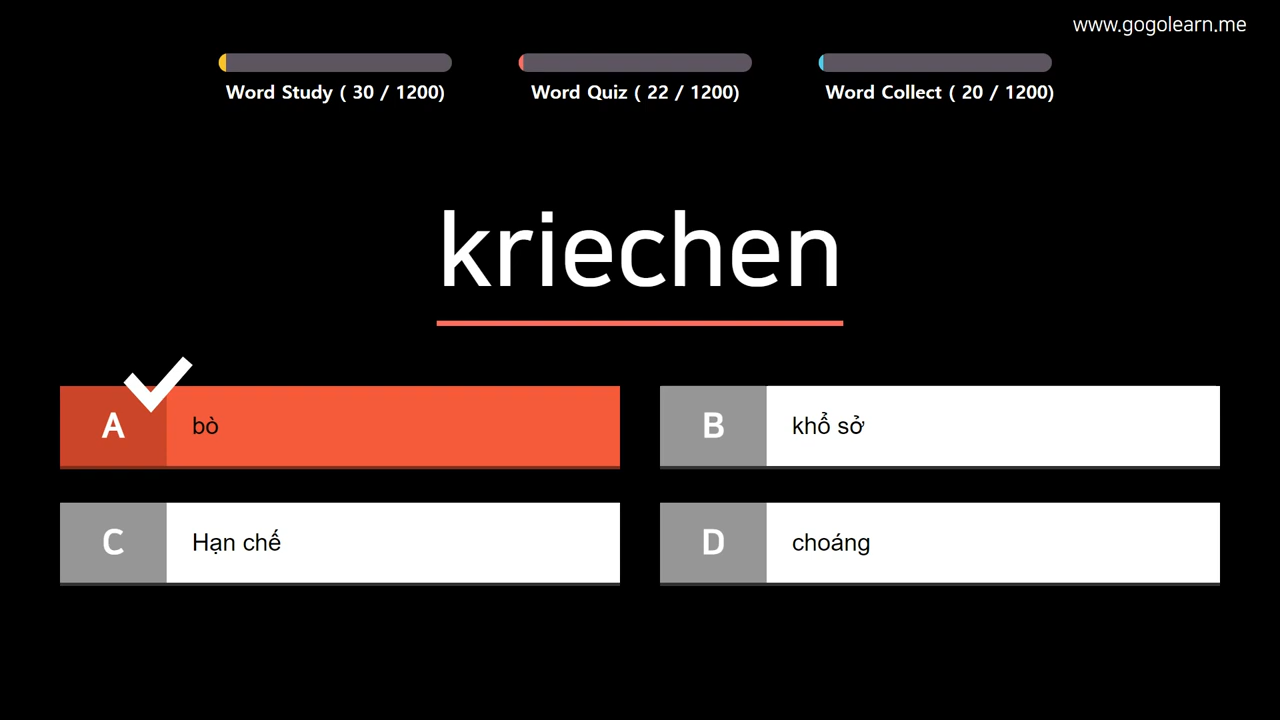 www.gogolearn.me
Word Study ( 30 / 1200)
Word Quiz ( 22 / 1200)
Word Collect ( 20 / 1200)
kriechen
A
bò
B
khổ sở
C
Hạn chế
D
choáng